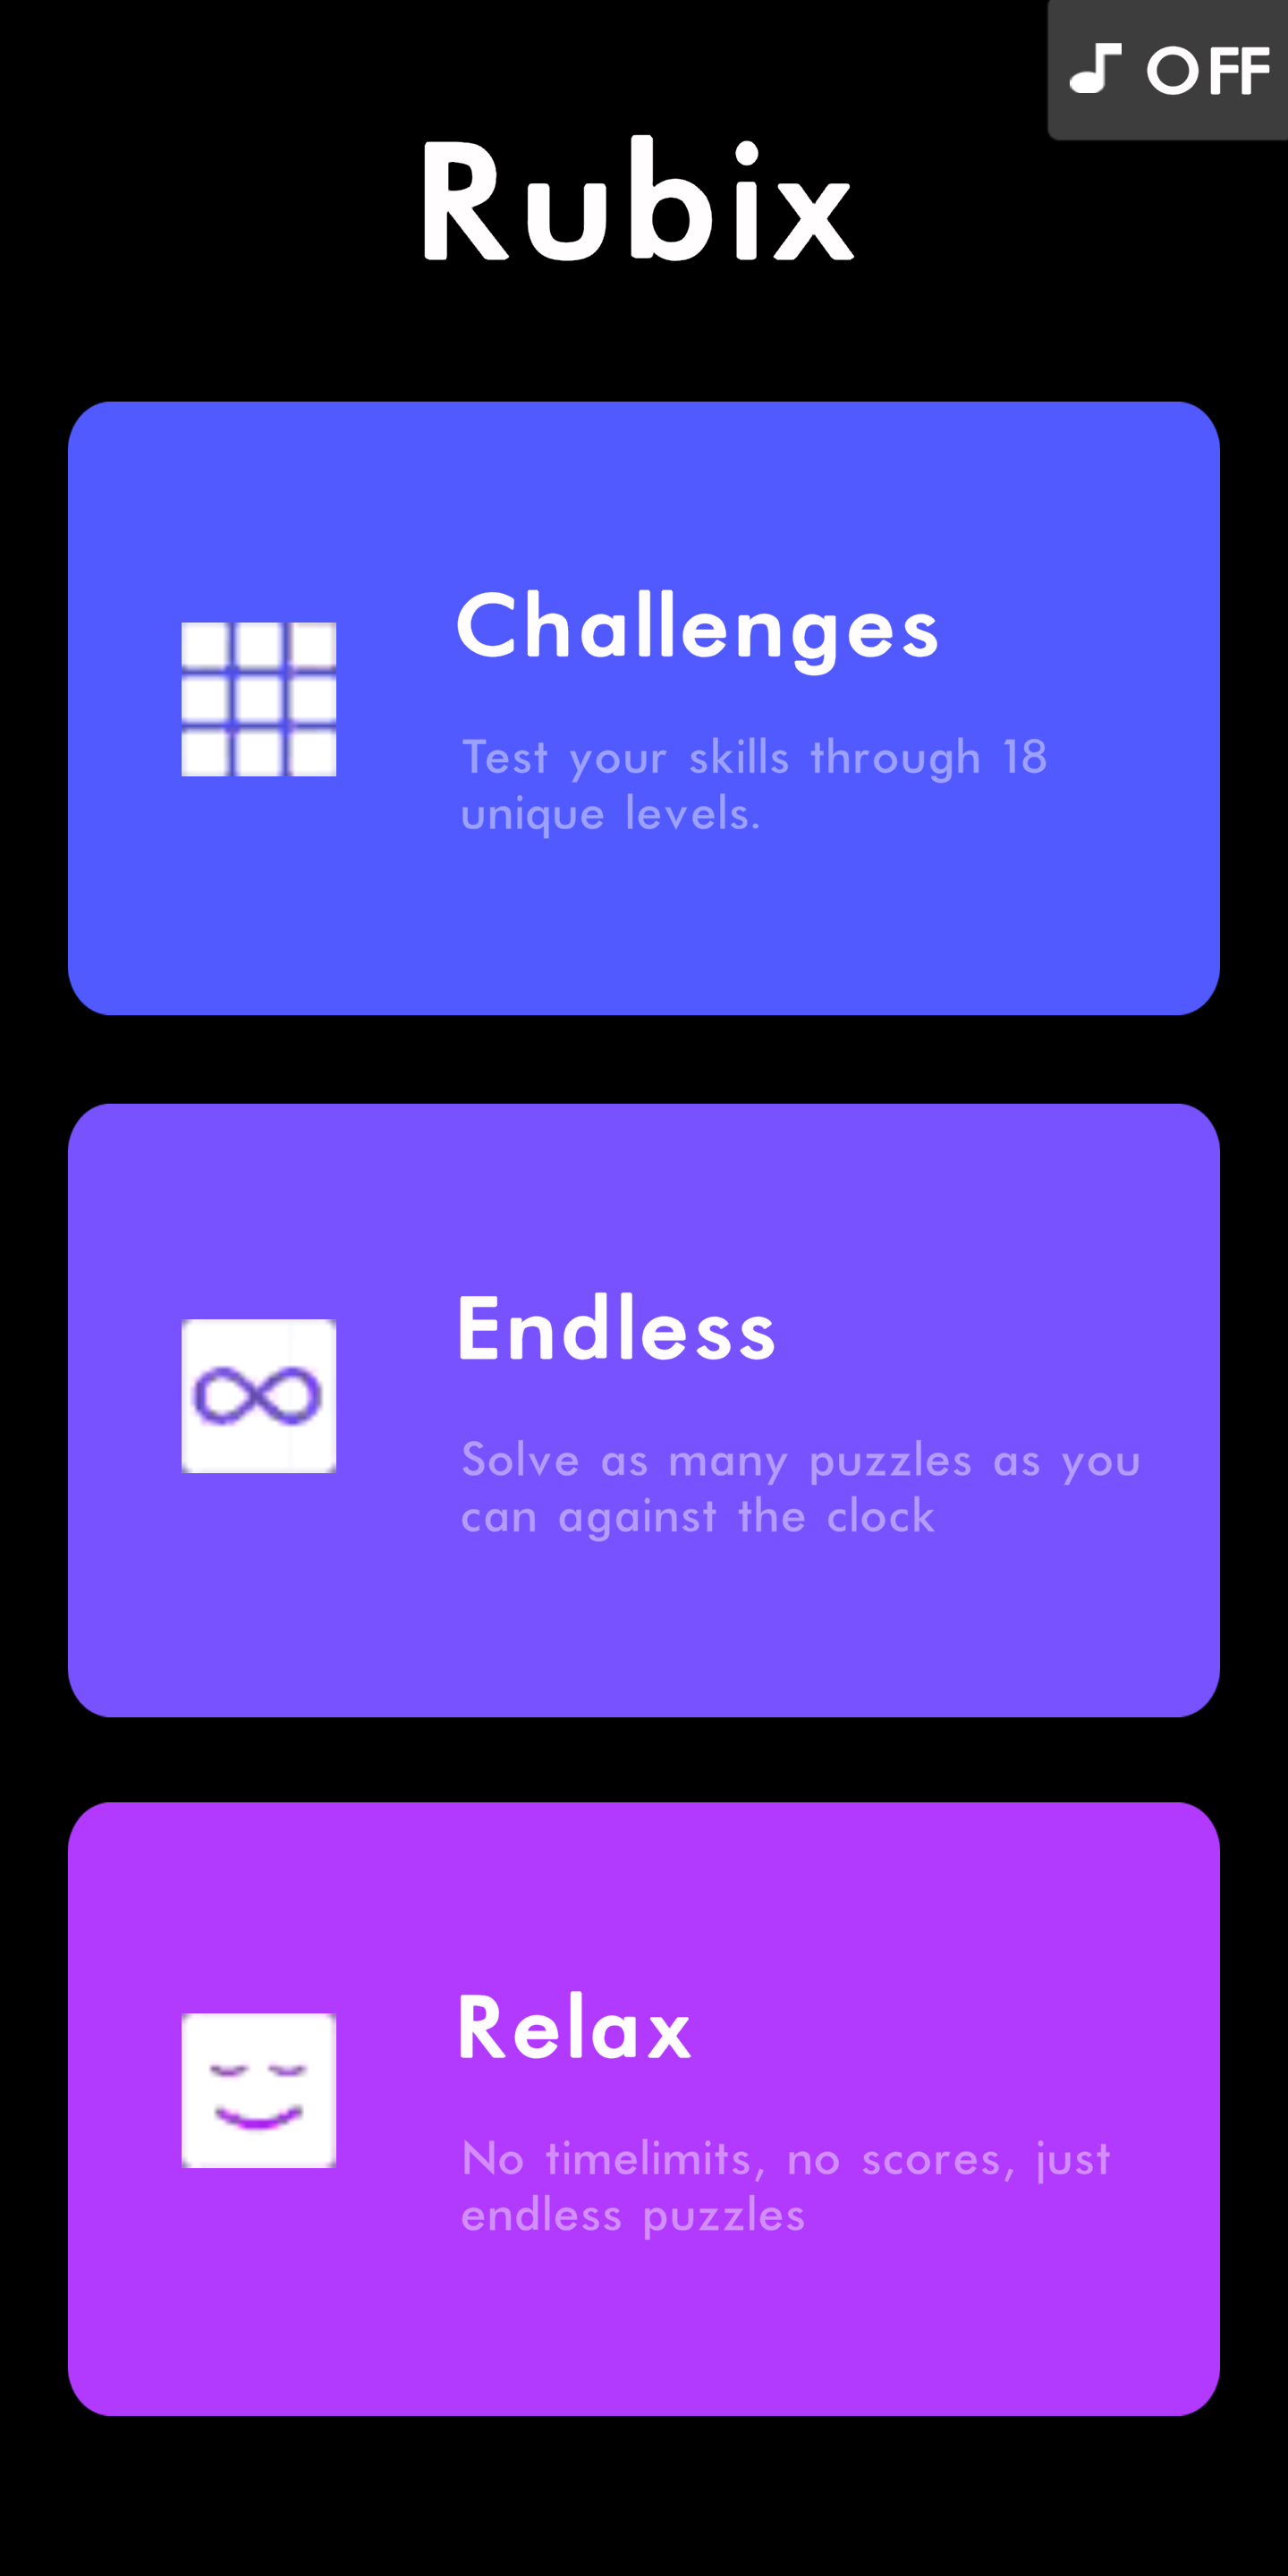 OFF
Rubix
Challenges
Test your skills through 18
unique levels.
Endless
Solve as many puzzles as you
can against the clock
Relax
No timelimits, no scores, just
endless puzzles